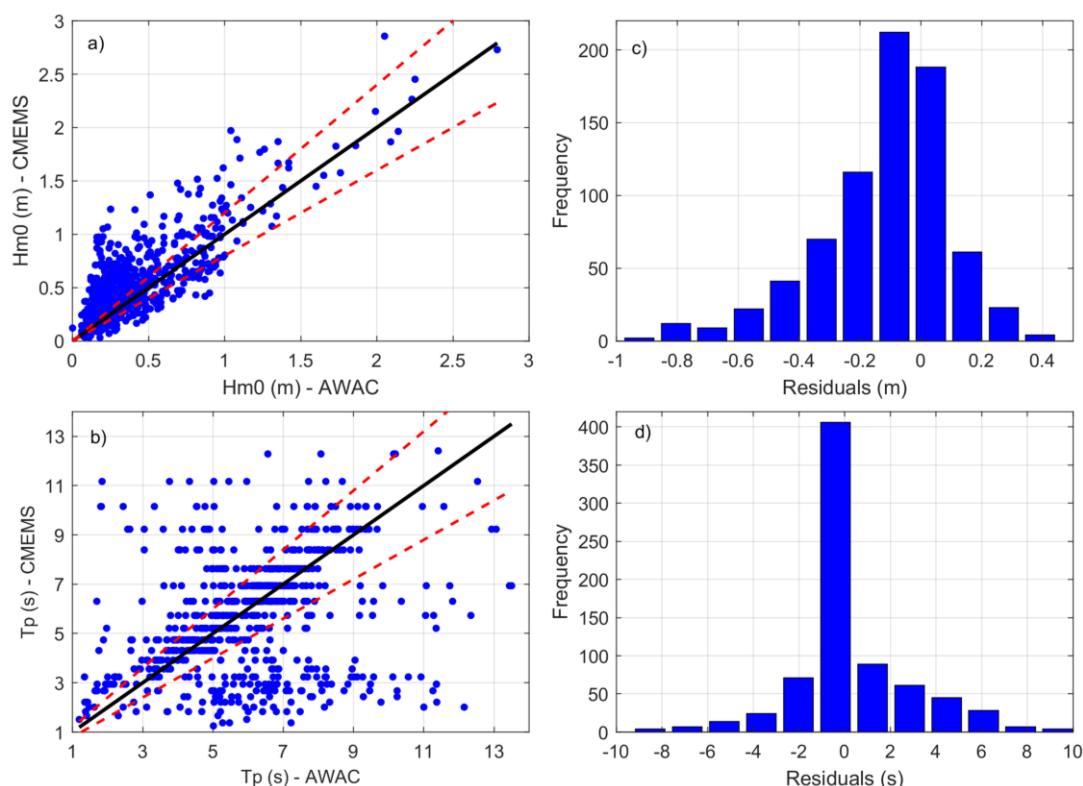 a)
Hm0 (m) - CMEMS
3
2.5
2
1.5
1
0.5
0
0 0.5 1 1.5 2 2.5 3
Hm0 (m) - AWAC
c)
Frequency
200
150
100
50
0
-1 -0.8 -0.6 -0.4 -0.2 0 0.2 0.4
Residuals (m)
b)
Tp (s) - CMEMS
13
11
9
7
5
3
1
1 3 5 7 9 11 13
Tp (s) - AWAC
d)
Frequency
400
350
300
250
200
150
100
50
0
-10 -8 -6 -4 -2 0 2 4 6 8 10
Residuals (s)